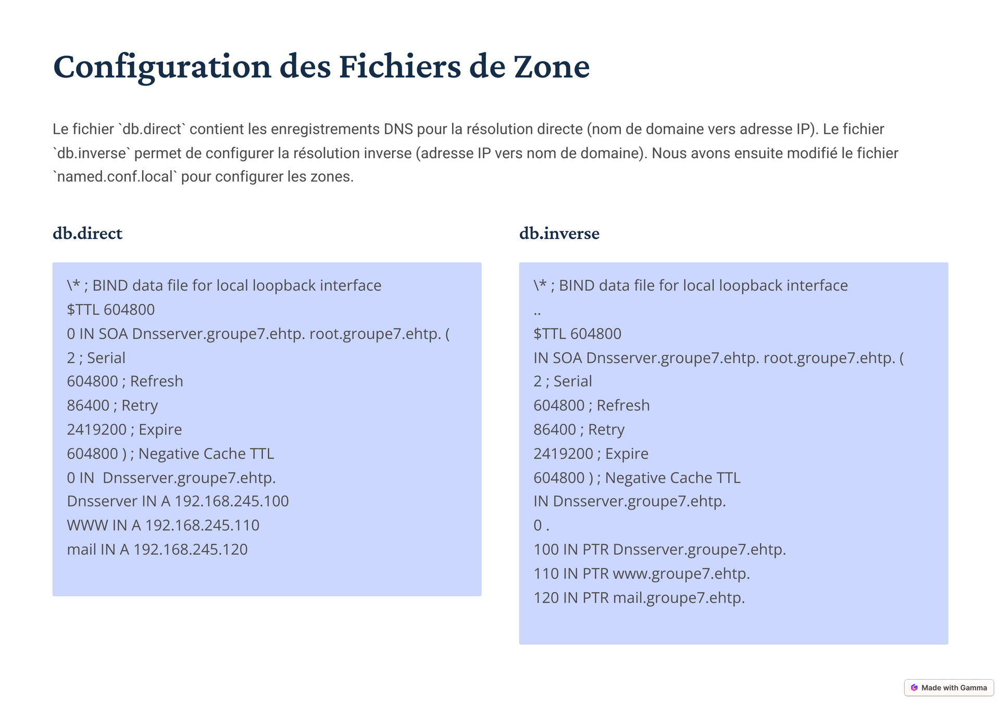 Configuration des Fichiers de Zone
Le fichier `db.direct` contient les enregistrements DNS pour la résolution directe (nom de domaine vers adresse IP). Le fichier
`db.inverse` permet de configurer la résolution inverse (adresse IP vers nom de domaine). Nous avons ensuite modifié le fichier
`named.conf.local` pour configurer les zones.
db.direct
\* ; BIND data file for local loopback interface
$TTL 604800
0 IN SOA Dnsserver.groupe7.ehtp. root.groupe7.ehtp. (
2 ; Serial
604800 ; Refresh
86400 ; Retry
2419200 ; Expire
604800 ) ; Negative Cache TTL
0 IN  Dnsserver.groupe7.ehtp.
Dnsserver IN A 192.168.245.100
WWW IN A 192.168.245.110
mail IN A 192.168.245.120
db.inverse
\* ; BIND data file for local loopback interface
..
$TTL 604800
IN SOA Dnsserver.groupe7.ehtp. root.groupe7.ehtp. (
2 ; Serial
604800 ; Refresh
86400 ; Retry
2419200 ; Expire
604800 ) ; Negative Cache TTL
IN Dnsserver.groupe7.ehtp.
0 .
100 IN PTR Dnsserver.groupe7.ehtp.
110 IN PTR www.groupe7.ehtp.
120 IN PTR mail.groupe7.ehtp.
Made with Gamma